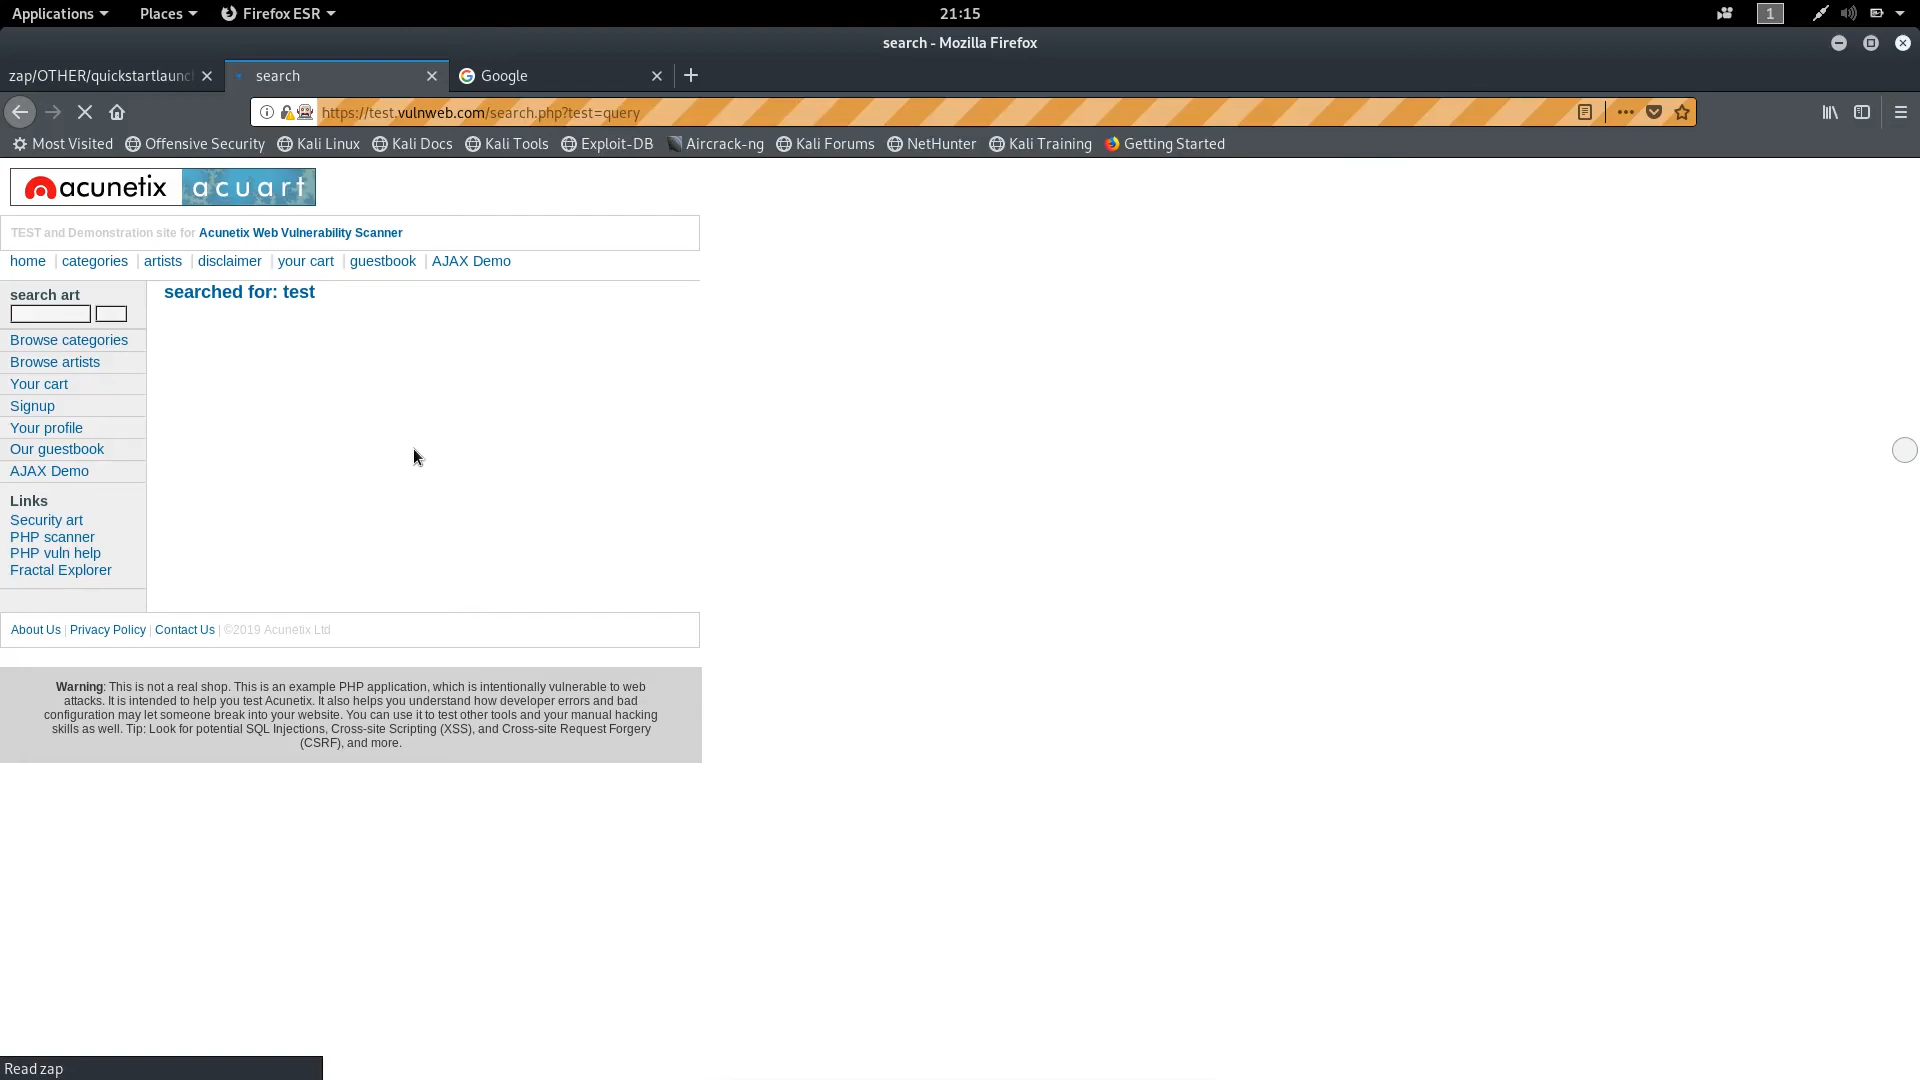 Applications Places Firefox ESR 21:15 1
search - Mozilla Firefox
zap/OTHER/quickstartlaunc search Google
https://test.vulnweb.com/search.php?test=query
Most Visited Offensive Security Kali Linux Kali Docs Kali Tools Exploit-DB Aircrack-ng Kali Forums NetHunter Kali Training Getting Started
acunetix acuart
TEST and Demonstration site for Acunetix Web Vulnerability Scanner
home | categories | artists | disclaimer | your cart | guestbook | AJAX Demo
search art
searched for: test
Browse categories
Browse artists
Your cart
Signup
Your profile
Our guestbook
AJAX Demo
Links
Security art
PHP scanner
PHP vuln help
Fractal Explorer
About Us | Privacy Policy | Contact Us | ©2019 Acunetix Ltd
Warning: This is not a real shop. This is an example PHP application, which is intentionally vulnerable to web
attacks. It is intended to help you test Acunetix. It also helps you understand how developer errors and bad
configuration may let someone break into your website. You can use it to test other tools and your manual hacking
skills as well. Tip: Look for potential SQL Injections, Cross-site Scripting (XSS), and Cross-site Request Forgery
(CSRF), and more.
Read zap